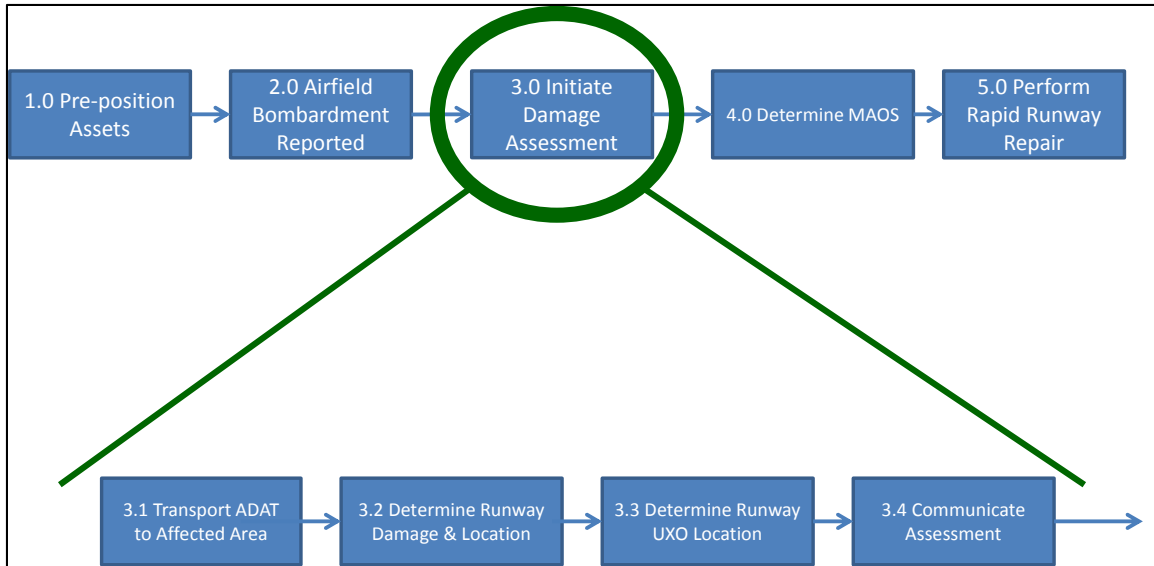 1.0 Pre-position
Assets
2.0 Airfield
Bombardment
Reported
3.0 Initiate
Damage
Assessment
4.0 Determine MAOS
5.0 Perform
Rapid Runway
Repair
3.1 Transport ADAT
to Affected Area
3.2 Determine Runway
Damage & Location
3.3 Determine Runway
UXO Location
3.4 Communicate
Assessment